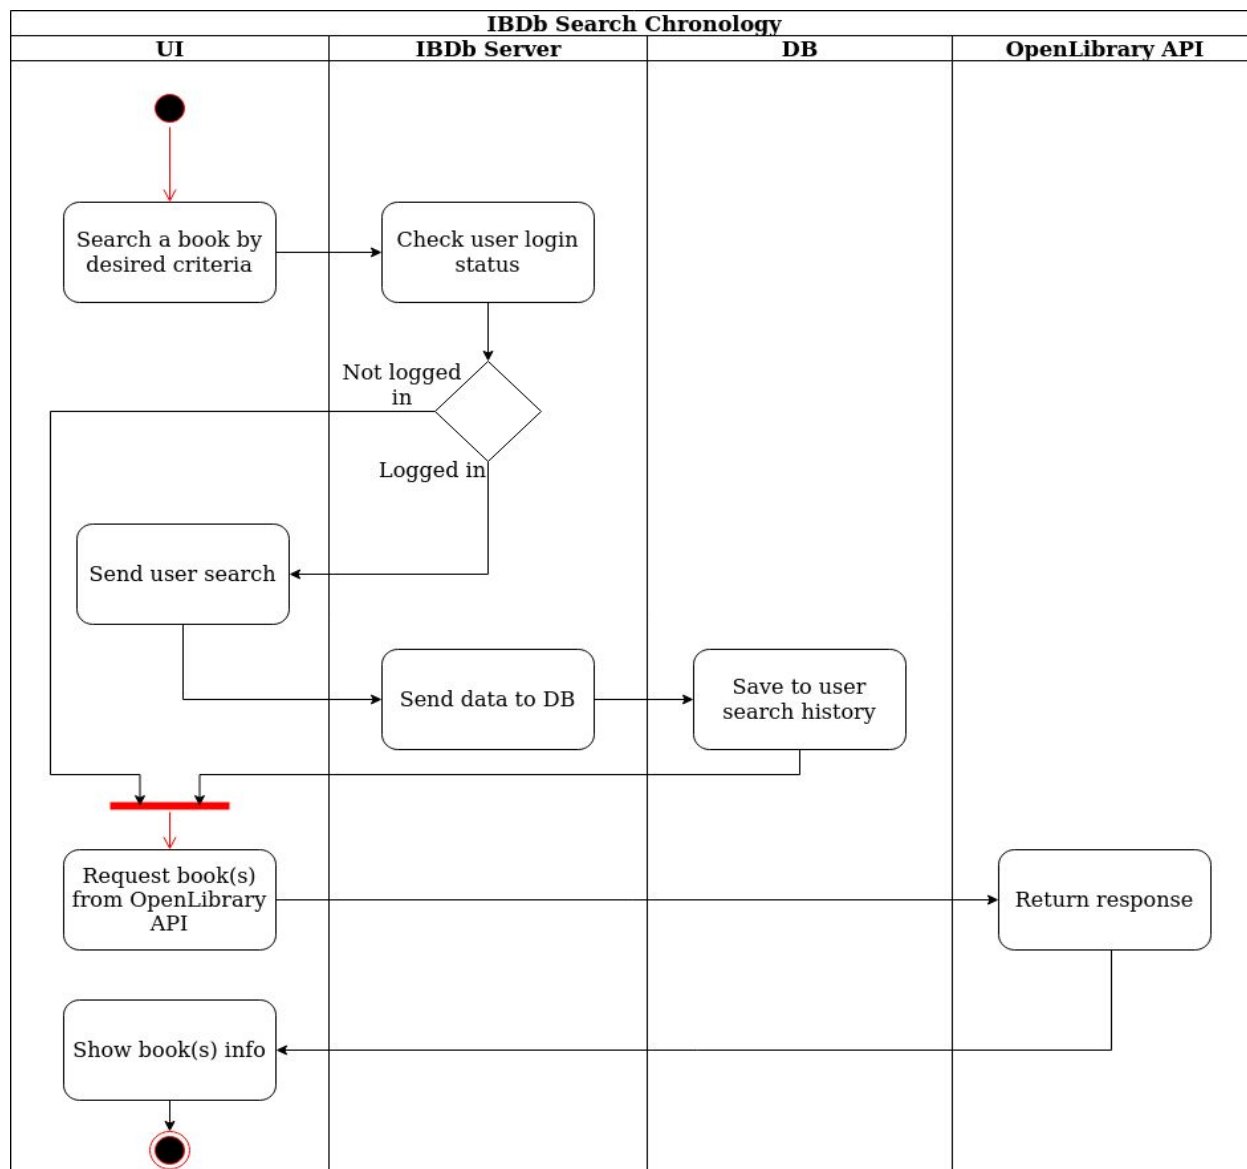 IBDb Search Chronology
UI
IBDb Server
DB
OpenLibrary API
Search a book by
desired criteria
Check user login
status
Not logged
in
Logged in
Send user search
Send data to DB
Save to user
search history
Request book(s)
from OpenLibrary
API
Return response
Show book(s) info